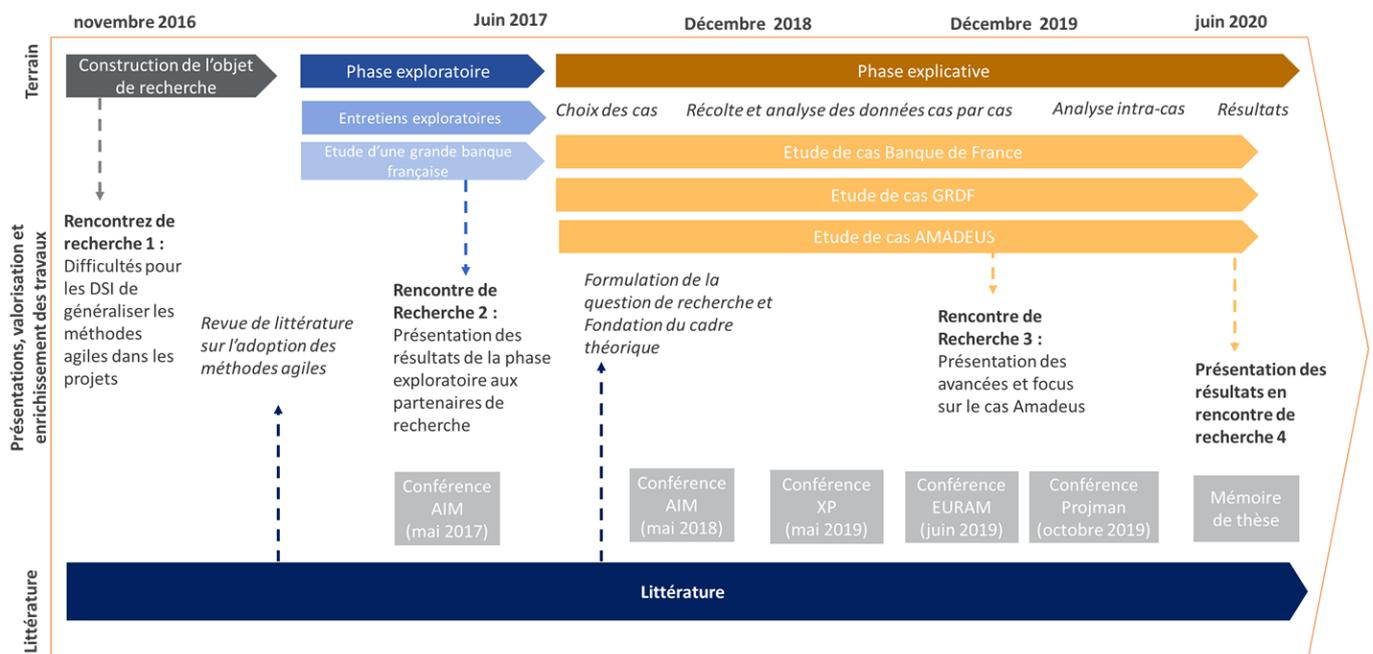 novembre 2016
Juin 2017
Décembre 2018
Décembre 2019
juin 2020
Terrain
Construction de l'objet
de recherche
Phase exploratoire
Phase explicative
Entretiens exploratoires
Choix des cas
Récolte et analyse des données cas par cas
Analyse intra-cas
Résultats
Etude d'une grande banque
française
Etude de cas Banque de France
Etude de cas GRDF
Etude de cas AMADEUS
Présentations, valorisation et
enrichissement des travaux
Rencontrez de
recherche 1 :
Difficultés pour
les DSI de
généraliser les
méthodes
agiles dans les
projets
Revue de littérature
sur l'adoption des
méthodes agiles
Rencontre de
Recherche 2 :
Présentation des
résultats de la phase
exploratoire aux
partenaires de
recherche
Formulation de la
question de recherche et
Fondation du cadre
théorique
Rencontre de
Recherche 3 :
Présentation des
avancées et focus
sur le cas Amadeus
Présentation des
résultats en
rencontre de
recherche 4
Conférence
AIM
(mai 2017)
Conférence
AIM
(mai 2018)
Conférence
XP
(mai 2019)
Conférence
EURAM
(juin 2019)
Conférence
Projman
(octobre 2019)
Mémoire
de thèse
Littérature
Littérature